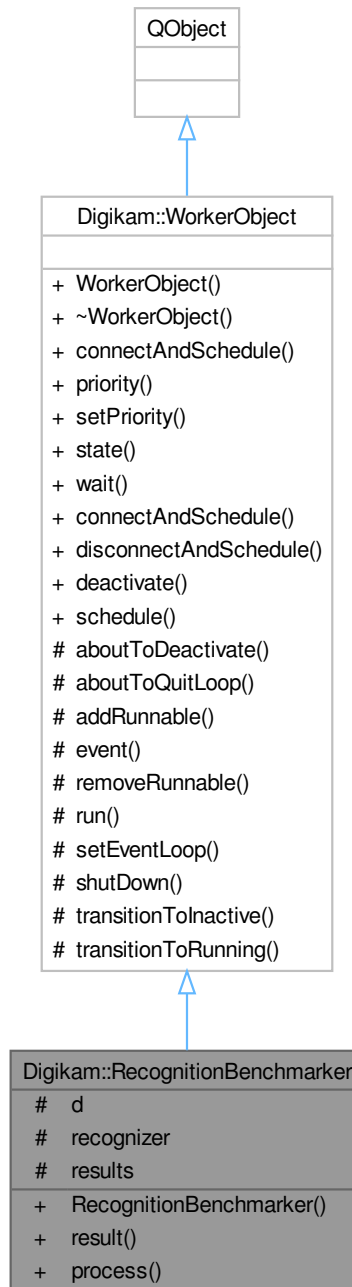 QObject
Digikam::WorkerObject
+ WorkerObject()
+ ~WorkerObject()
+ connectAndSchedule()
+ priority()
+ setPriority()
+ state()
+ wait()
+ connectAndSchedule()
+ disconnectAndSchedule()
+ deactivate()
+ schedule()
# aboutToDeactivate()
# aboutToQuitLoop()
# addRunnable()
# event()
# removeRunnable()
# run()
# setEventLoop()
# shutDown()
# transitionToInactive()
# transitionToRunning()
Digikam::RecognitionBenchmarker
# d
# recognizer
# results
+ RecognitionBenchmarker()
+ result()
+ process()